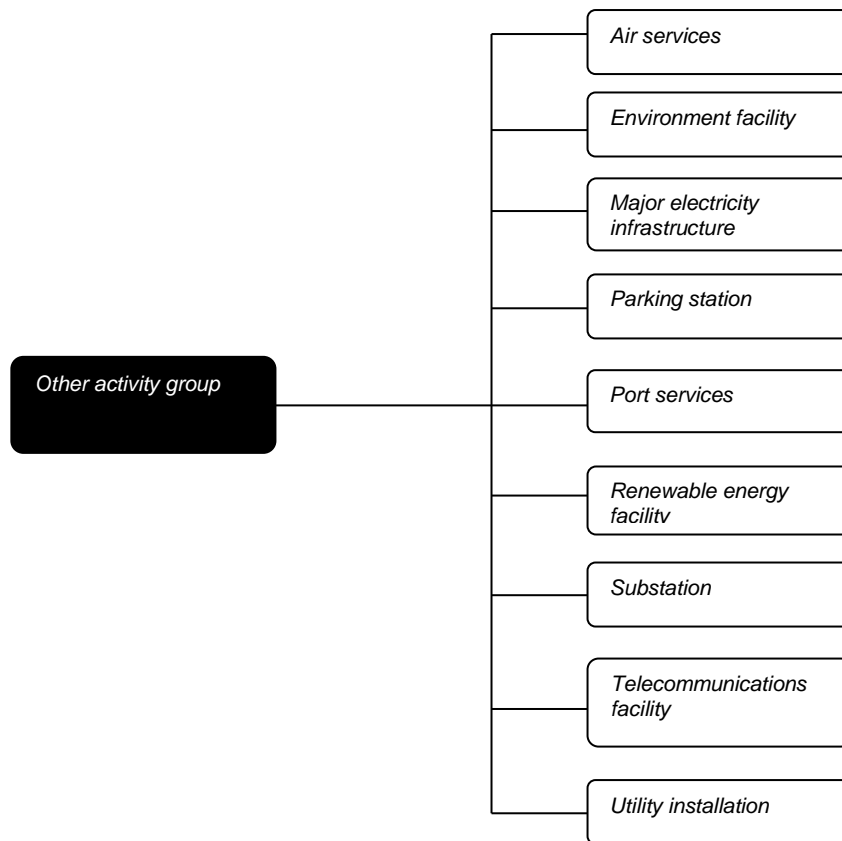 Air services
Environment facility
Major electricity
infrastructure
Parking station
Other activity group
Port services
Renewable energy
facility
Substation
Telecommunications
facility
Utility installation